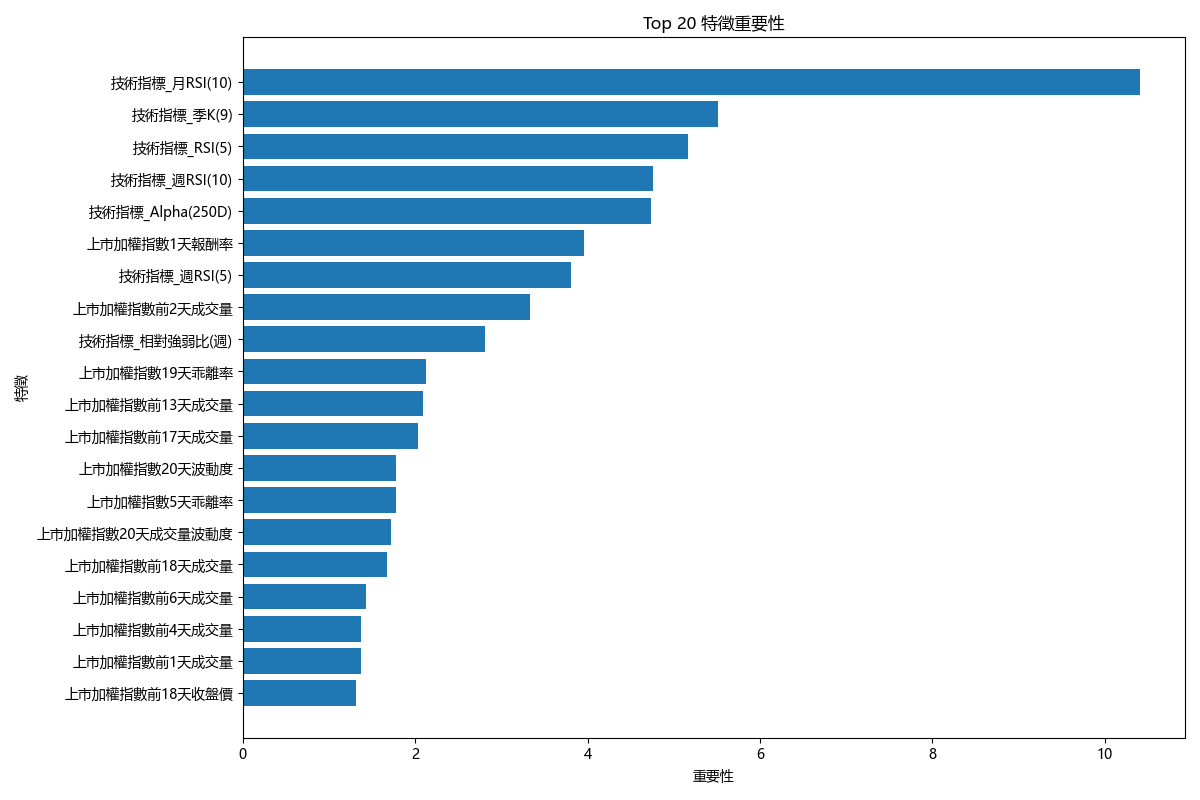 Top 20 特徵重要性
特徵
技術指標_月RSI(10)
技術指標_季K(9)
技術指標_RSI(5)
技術指標_週RSI(10)
技術指標_Alpha(250D)
上市加權指數1天報酬率
技術指標_週RSI(5)
上市加權指數前2天成交量
技術指標_相對強弱比(週)
上市加權指數19天乖離率
上市加權指數前13天成交量
上市加權指數前17天成交量
上市加權指數20天波動度
上市加權指數5天乖離率
上市加權指數20天成交量波動度
上市加權指數前18天成交量
上市加權指數前6天成交量
上市加權指數前4天成交量
上市加權指數前1天成交量
上市加權指數前18天收盤價
0 2 4 6 8 10
重要性